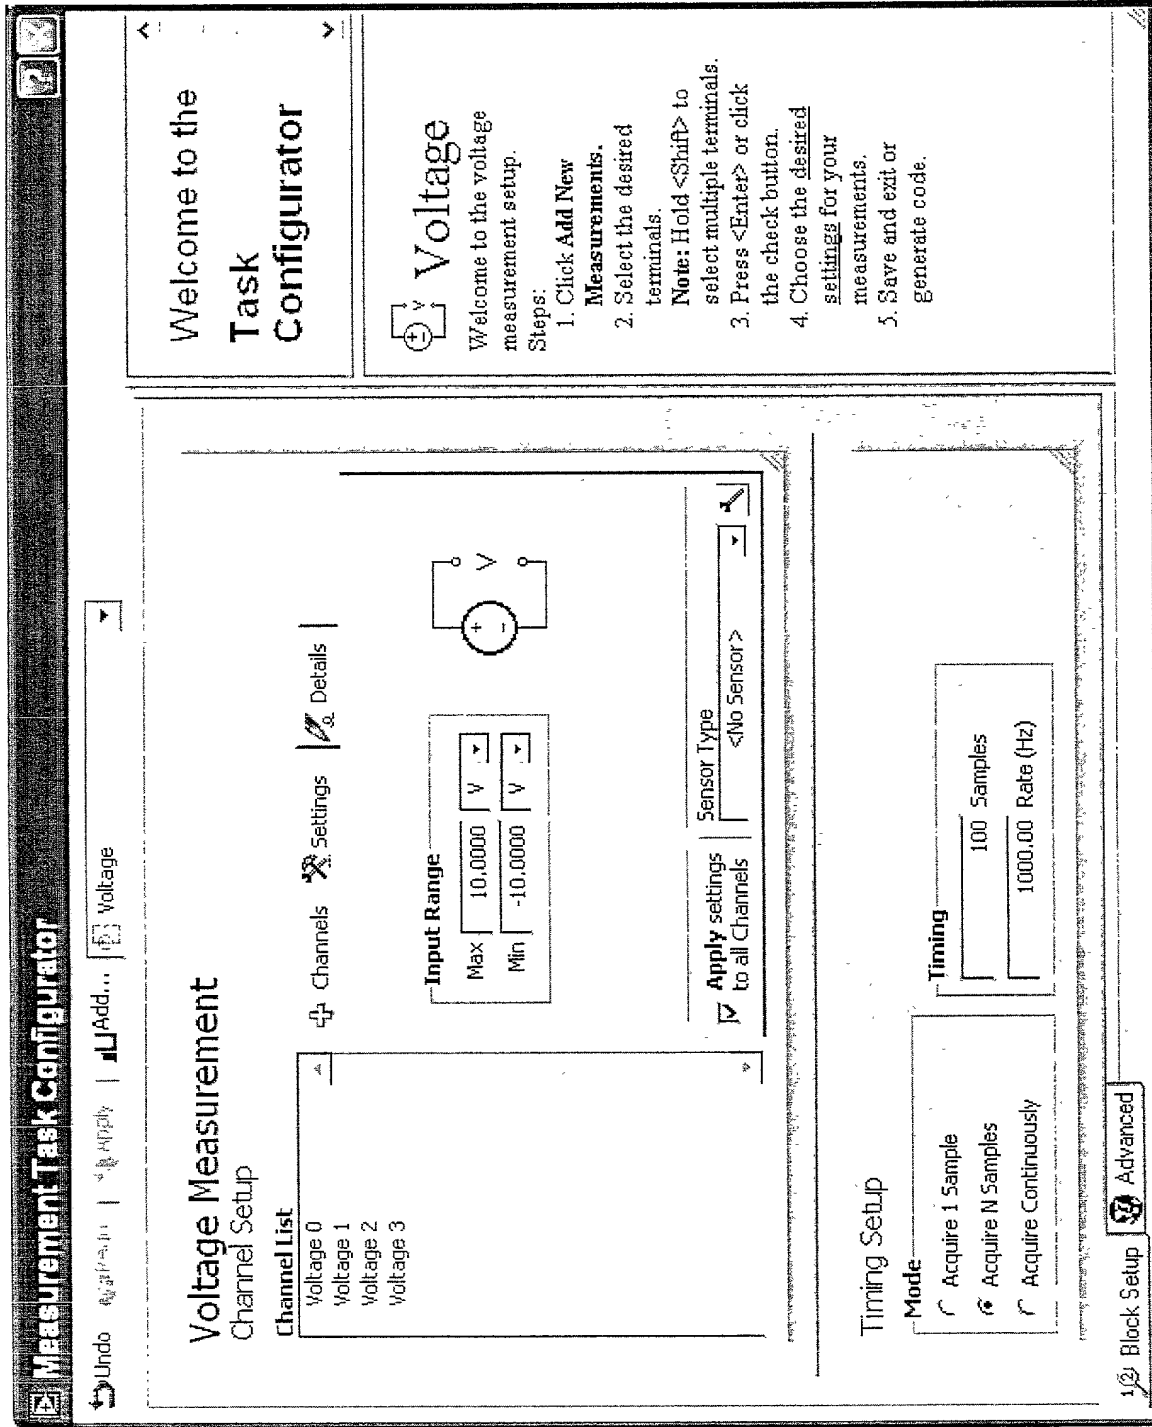 Measurement Task Configurator
Undo
Apply
Add...
Voltage
Voltage Measurement
Channel Setup
Channel List
Voltage 0
Voltage 1
Voltage 2
Voltage 3
Channels
Settings
Details
Input Range
Max 10.0000 V
Min -10.0000 V
V
+
-
Apply settings
to all Channels
Sensor Type
<No Sensor>
Timing Setup
Mode
Acquire 1 Sample
Acquire N Samples
Acquire Continuously
Timing
100 Samples
1000.00 Rate (Hz)
Block Setup
Advanced
Welcome to the
Task
Configurator
V
Voltage
Welcome to the voltage
measurement setup.
Steps:
1. Click Add New
Measurements.
2. Select the desired
terminals.
Note: Hold <Shift> to
select multiple terminals.
3. Press <Enter> or click
the check button.
4. Choose the desired
settings for your
measurements.
5. Save and exit or
generate code.